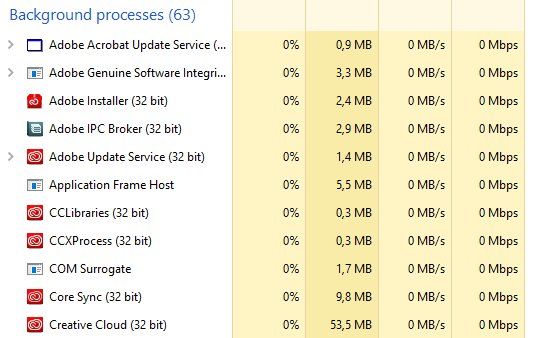 Background processes (63)
Adobe Acrobat Update Service (... 0% 0,9 MB 0 MB/s 0 Mbps
Adobe Genuine Software Integri... 0% 3,3 MB 0 MB/s 0 Mbps
Adobe Installer (32 bit) 0% 2,4 MB 0 MB/s 0 Mbps
Adobe IPC Broker (32 bit) 0% 2,9 MB 0 MB/s 0 Mbps
Adobe Update Service (32 bit) 0% 1,4 MB 0 MB/s 0 Mbps
Application Frame Host 0% 5,5 MB 0 MB/s 0 Mbps
CCLibraries (32 bit) 0% 0,3 MB 0 MB/s 0 Mbps
CCXProcess (32 bit) 0% 0,3 MB 0 MB/s 0 Mbps
COM Surrogate 0% 1,7 MB 0 MB/s 0 Mbps
Core Sync (32 bit) 0% 9,8 MB 0 MB/s 0 Mbps
Creative Cloud (32 bit) 0% 53,5 MB 0 MB/s 0 Mbps